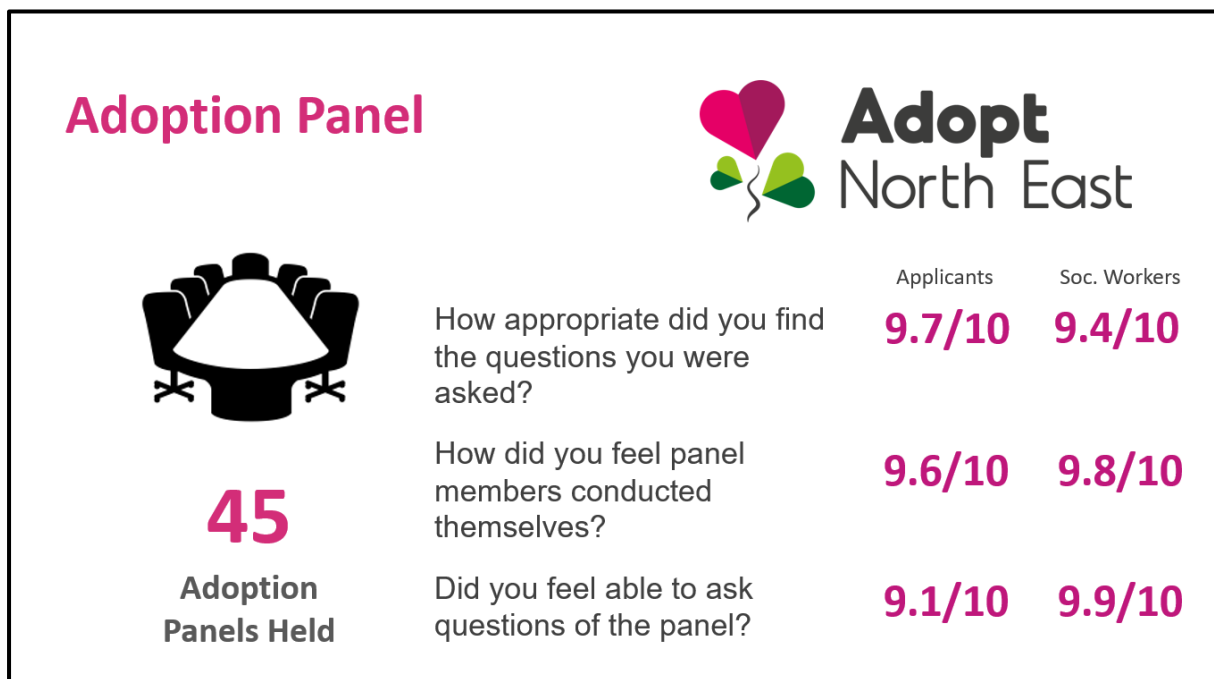 Adoption Panel
Adopt
North East
Applicants
Soc. Workers
How appropriate did you find
the questions you were
asked?
9.7/10
9.4/10
How did you feel panel
members conducted
themselves?
9.6/10
9.8/10
45
Adoption
Panels Held
Did you feel able to ask
questions of the panel?
9.1/10
9.9/10